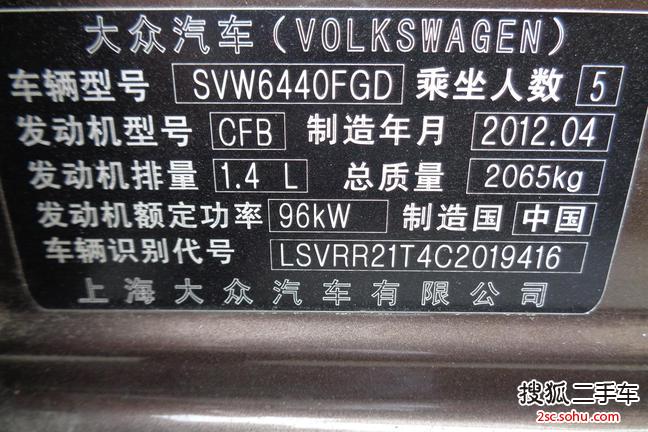 大众汽车(VOLKSWAGEN)
车辆型号 SVW6440FGD 乘坐人数 5
发动机型号 CFB 制造年月 2012.04
发动机排量 1.4 L 总质量 2065kg
发动机额定功率 96kW 制造国 中国
车辆识别代号 LSVRR21T4C2019416
上海大众汽车有限公司
搜狐二手车
2sc.sohu.com